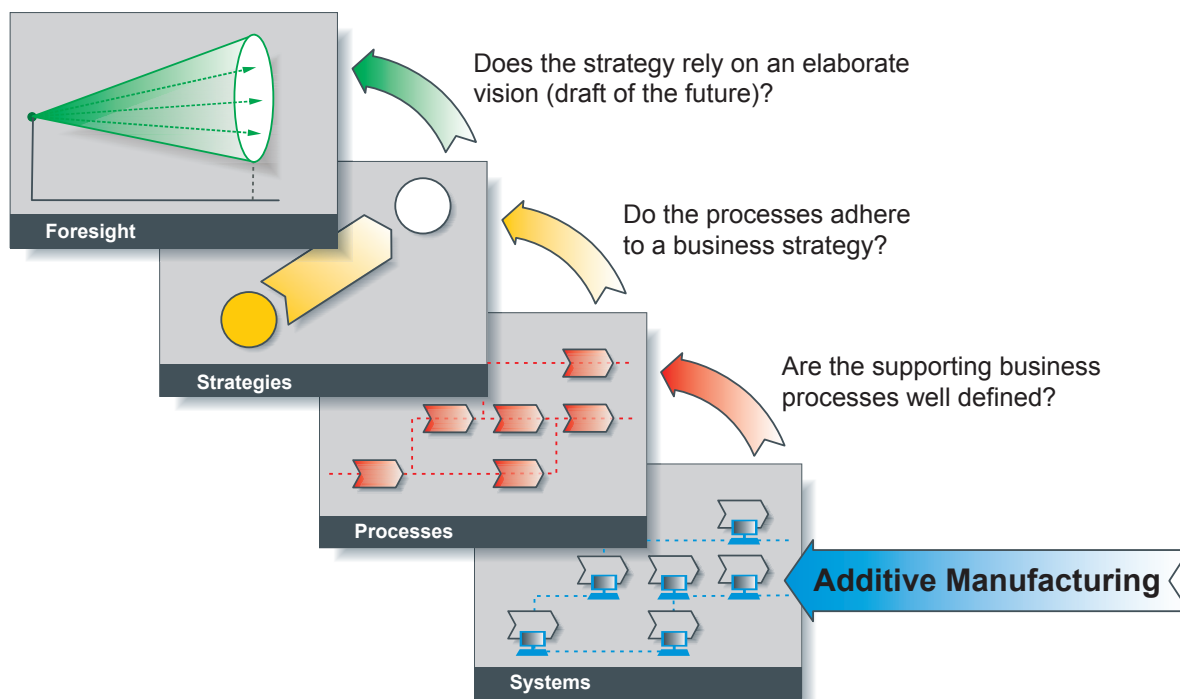 Does the strategy rely on an elaborate
vision (draft of the future)?
Foresight
Do the processes adhere
to a business strategy?
Strategies
Are the supporting business
processes well defined?
Processes
Additive Manufacturing
Systems